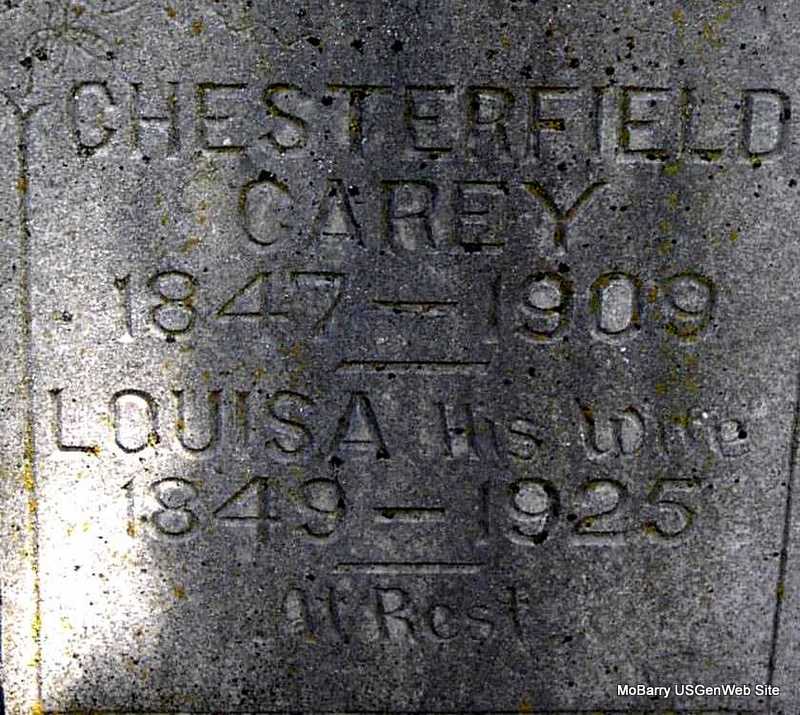 CHESTERFIELD
CAREY
1847 — 1909
LOUISA His Wife
1849 — 1925
At Rest
MoBarry USGenWeb Site